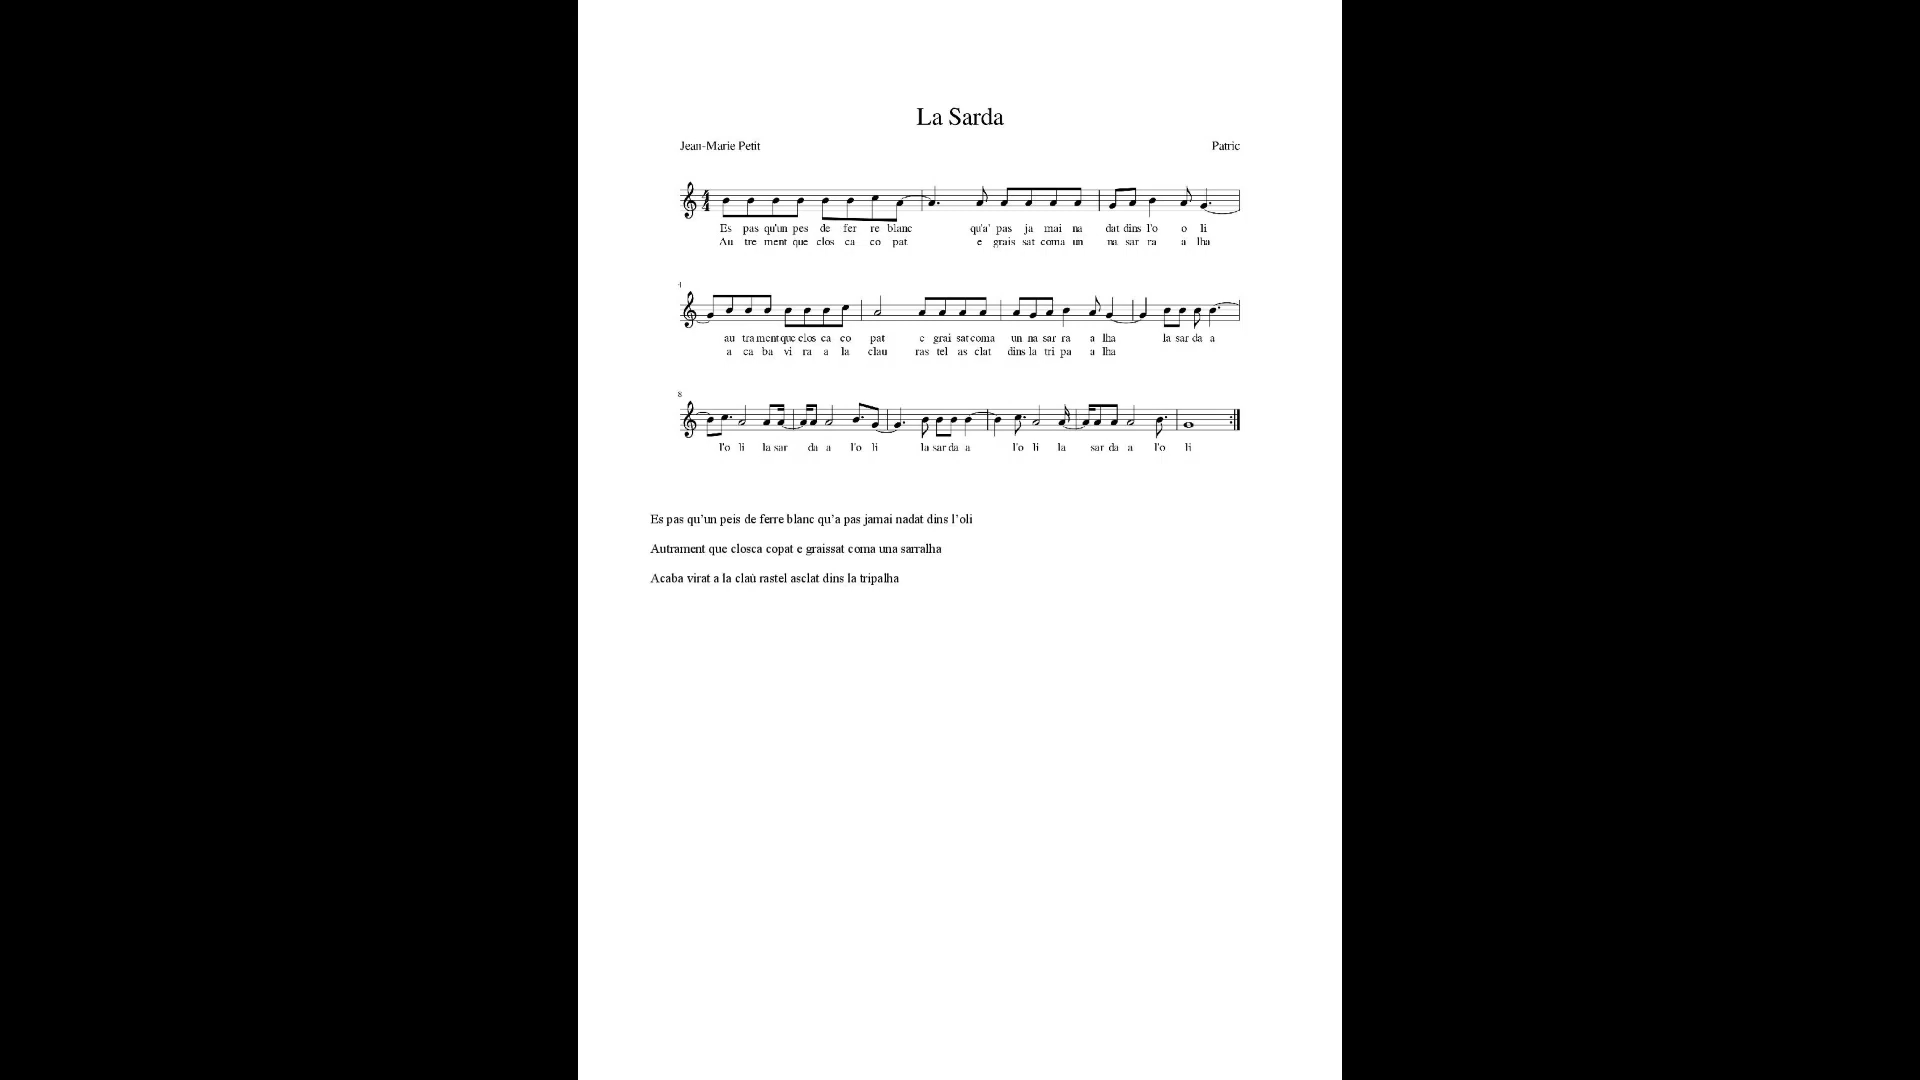 La Sarda
Jean-Marie Petit Patric
4 4
Es pas qu'un pes de fer re blanc qu'a' pas ja mai na dat dins l'o o li
Au tre ment que clos ca co pat e grais sat coma un na sar ra a lha
4
au tra ment que clos ca co pat e grai sat coma un na sar ra a lha la sar da a
a ca ba vi ra a la clau ras tel as clat dins la tri pa a lha
8
l'o li la sar da a l'o li la sar da a l'o li la sar da a l'o li
Es pas qu’un peis de ferre blanc qu’a pas jamai nadat dins l’oli
Autrament que closca copat e graissat coma una sarralha
Acaba virat a la claù rastel asclat dins la tripalha